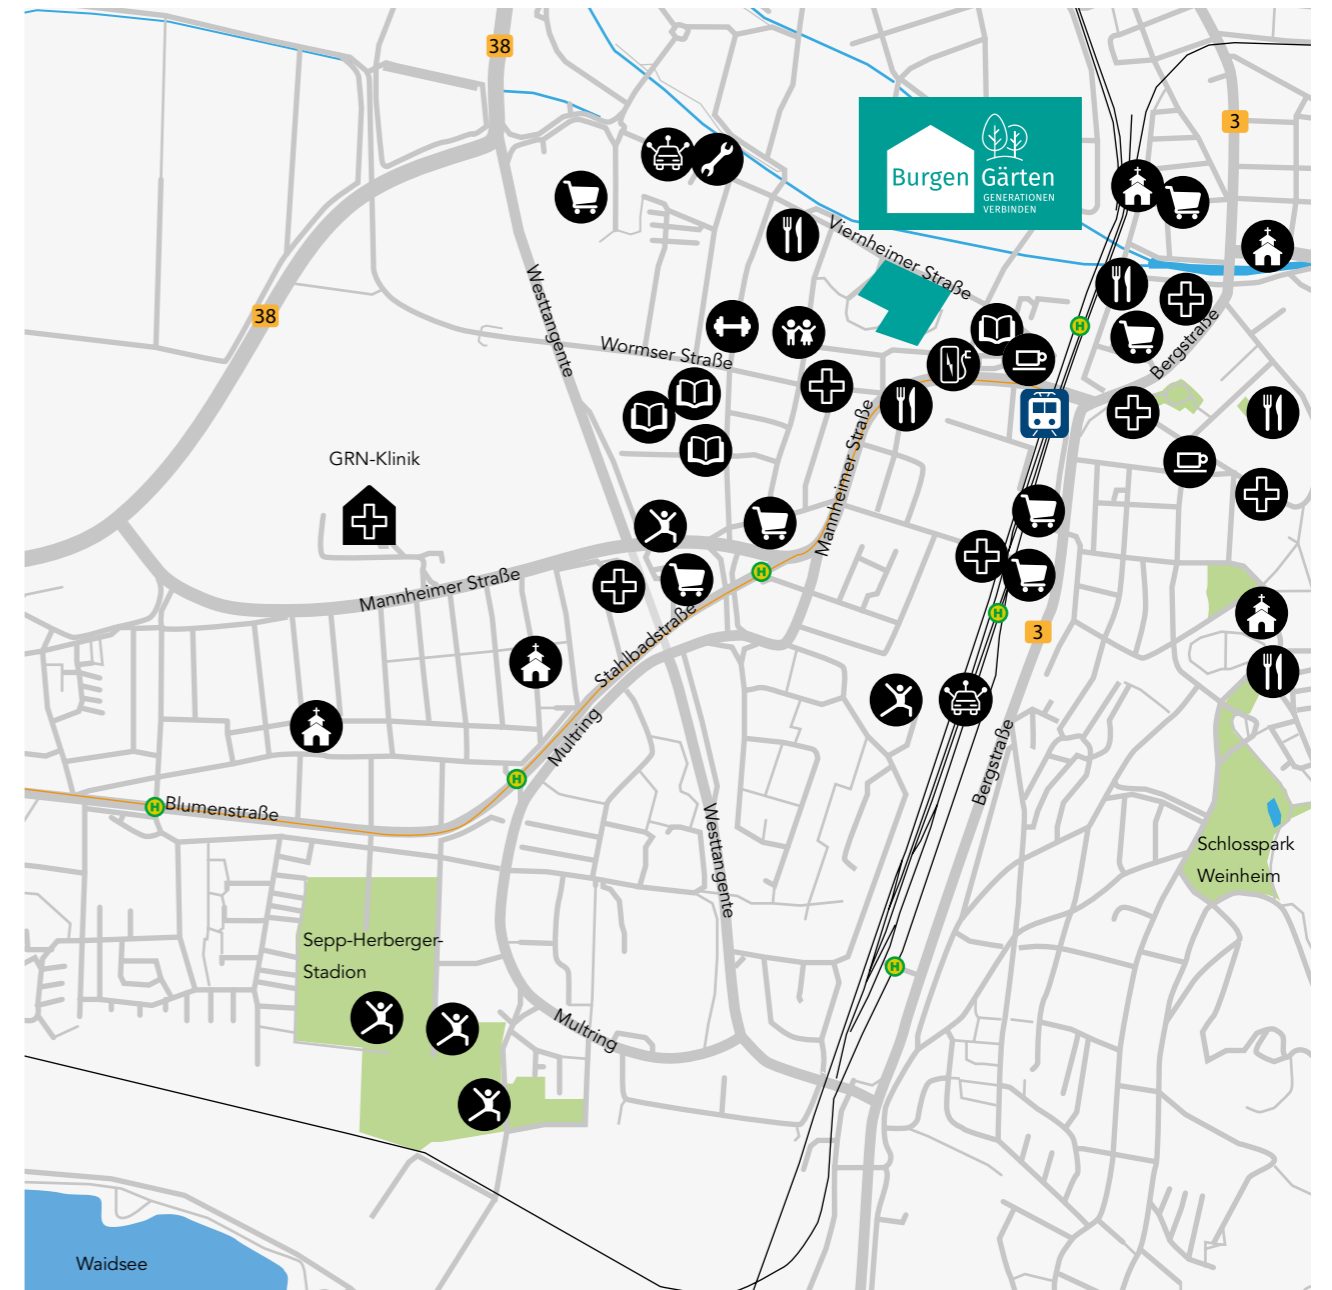 38
3
Burgen Gärten
GENERATIONEN
VERBINDEN
Viernheimer Straße
Westtangente
38
H
Wormser Straße
Bergstraße
Mannheimer Straße
GRN-Klinik
H
Mannheimer Straße
H
3
Stahlbadstraße
Multring
Bergstraße
H
H
Blumenstraße
Westtangente
Schlosspark
Weinheim
Sepp-Herberger-
Stadion
H
Multring
Waidsee